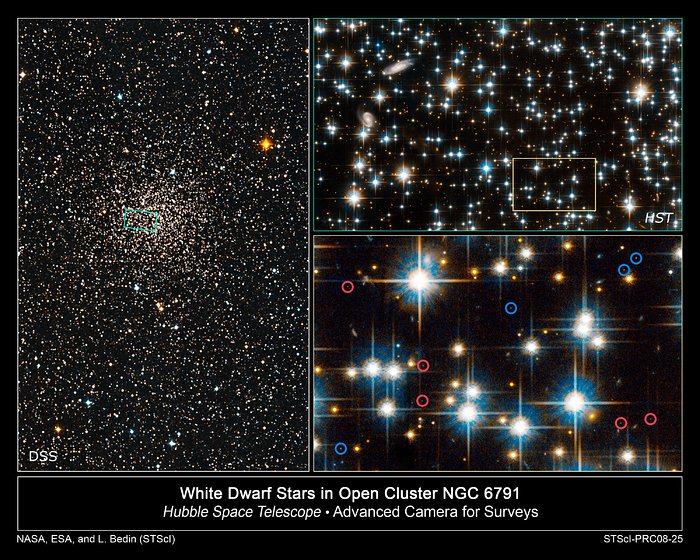 HST
DSS
White Dwarf Stars in Open Cluster NGC 6791
Hubble Space Telescope • Advanced Camera for Surveys
NASA, ESA, and L. Bedin (STScI)
STScI-PRC08-25